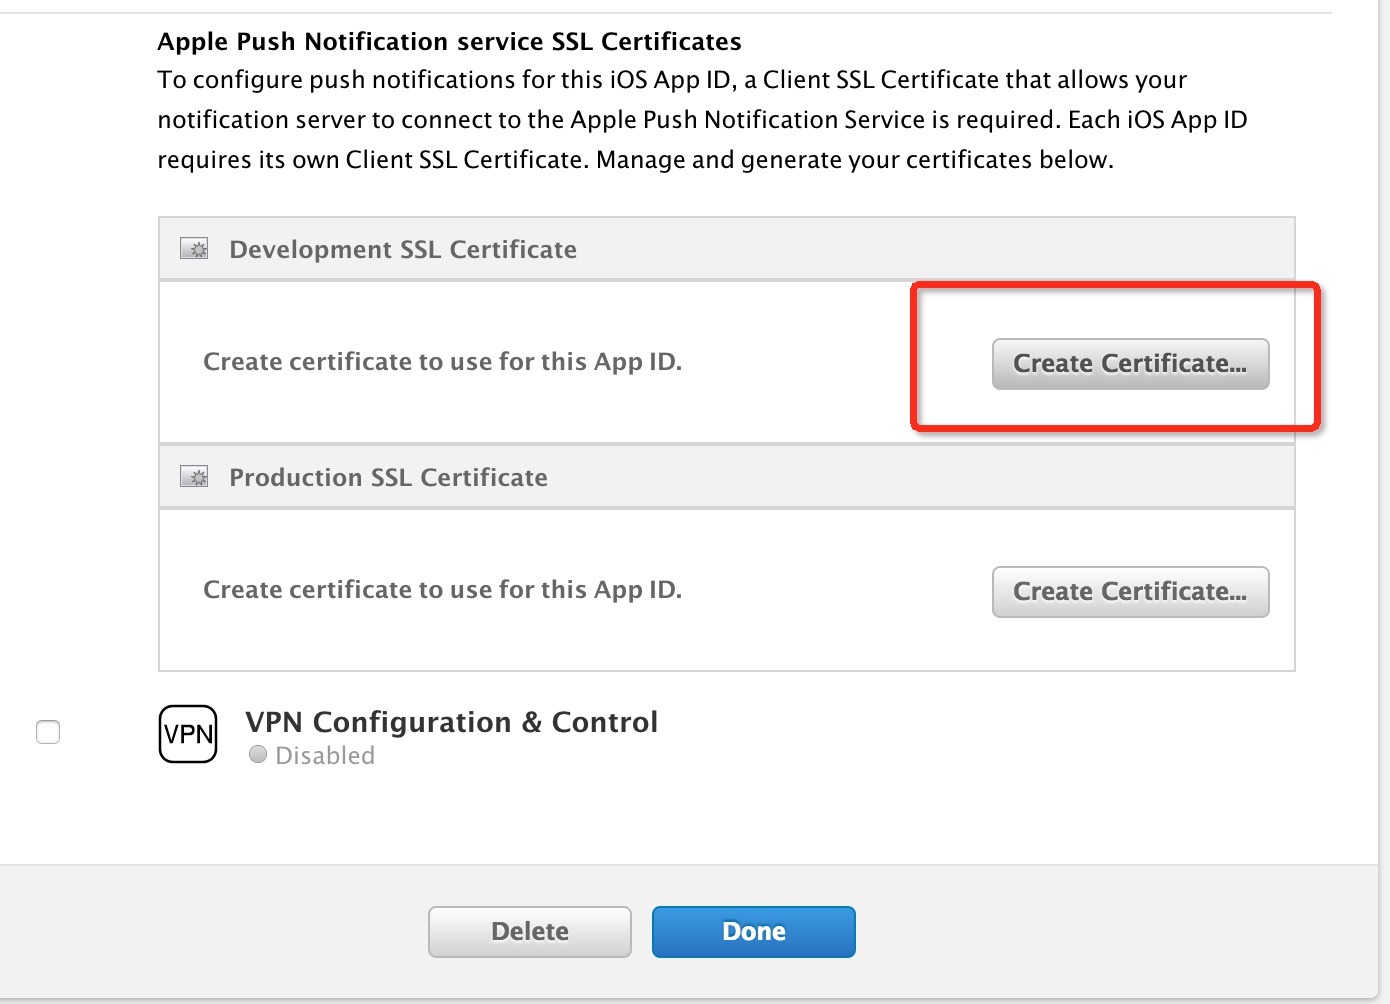 Apple Push Notification service SSL Certificates
To configure push notifications for this iOS App ID, a Client SSL Certificate that allows your
notification server to connect to the Apple Push Notification Service is required. Each iOS App ID
requires its own Client SSL Certificate. Manage and generate your certificates below.
Development SSL Certificate
Create certificate to use for this App ID.
Create Certificate...
Production SSL Certificate
Create certificate to use for this App ID.
Create Certificate...
VPN
VPN Configuration & Control
Disabled
Delete
Done